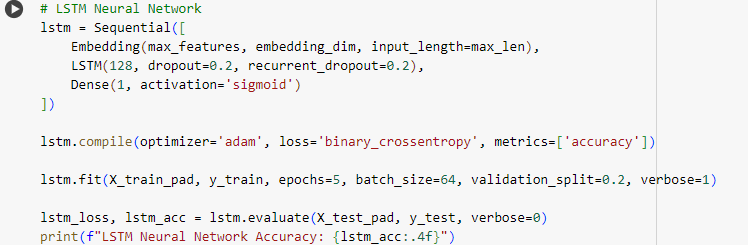 # LSTM Neural Network
lstm = Sequential([
    Embedding(max_features, embedding_dim, input_length=max_len),
    LSTM(128, dropout=0.2, recurrent_dropout=0.2),
    Dense(1, activation='sigmoid')
])
lstm.compile(optimizer='adam', loss='binary_crossentropy', metrics=['accuracy'])
lstm.fit(X_train_pad, y_train, epochs=5, batch_size=64, validation_split=0.2, verbose=1)
lstm_loss, lstm_acc = lstm.evaluate(X_test_pad, y_test, verbose=0)
print(f"LSTM Neural Network Accuracy: {lstm_acc:.4f}")